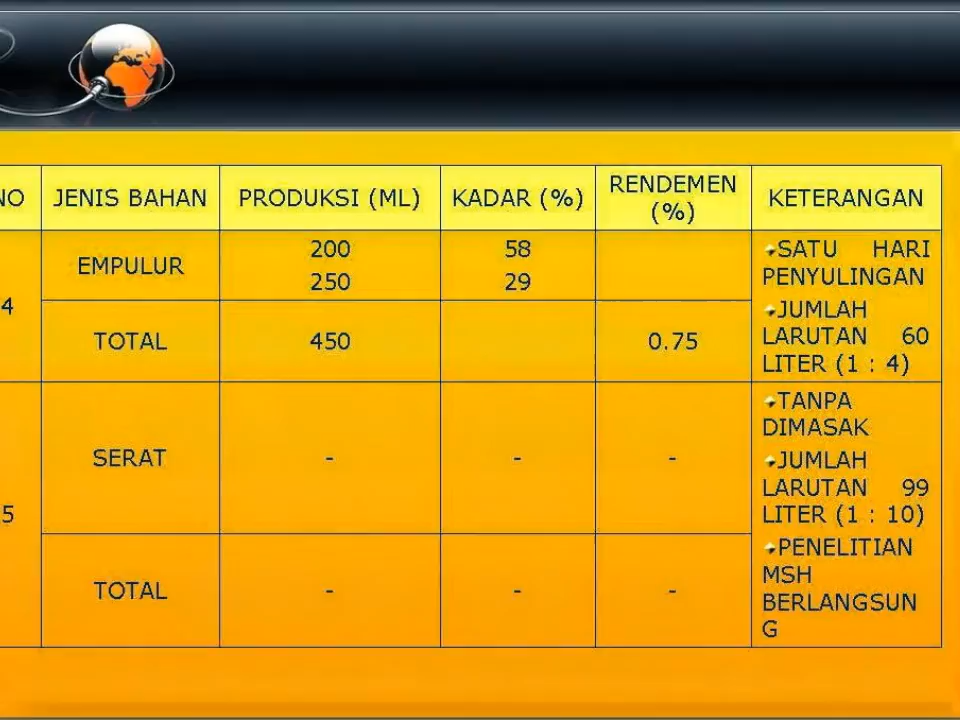 NO JENIS BAHAN PRODUKSI (ML) KADAR (%) RENDEMEN (%) KETERANGAN
4
EMPULUR
200 58
250 29
TOTAL 450 0.75
SATU HARI
PENYULINGAN
JUMLAH
LARUTAN 60
LITER (1 : 4)
5
SERAT - - -
TOTAL - - -
TANPA
DIMASAK
JUMLAH
LARUTAN 99
LITER (1 : 10)
PENELITIAN
MSH
BERLANGSUN
G